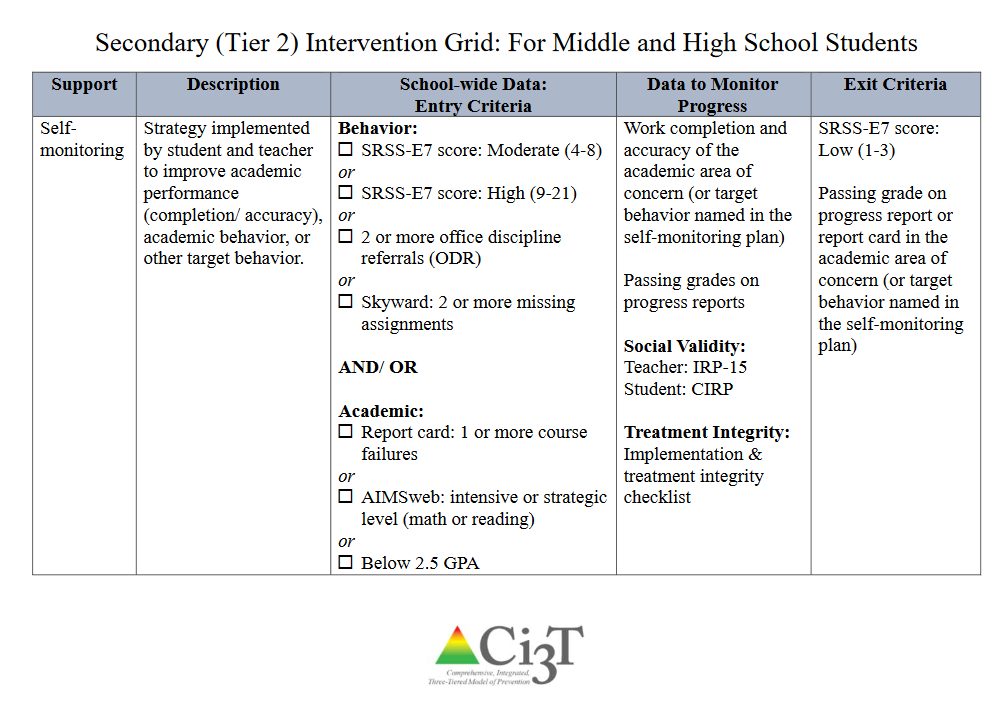 Secondary (Tier 2) Intervention Grid: For Middle and High School Students
Support
Description
School-wide Data:
Entry Criteria
Data to Monitor
Progress
Exit Criteria
Self-
monitoring
Strategy implemented
by student and teacher
to improve academic
performance
(completion/ accuracy),
academic behavior, or
other target behavior.
Behavior:
☐ SRSS-E7 score: Moderate (4-8)
or
☐ SRSS-E7 score: High (9-21)
or
☐ 2 or more office discipline
referrals (ODR)
or
☐ Skyward: 2 or more missing
assignments
AND/ OR
Academic:
☐ Report card: 1 or more course
failures
or
☐ AIMSweb: intensive or strategic
level (math or reading)
or
☐ Below 2.5 GPA
Work completion and
accuracy of the
academic area of
concern (or target
behavior named in the
self-monitoring plan)
Passing grades on
progress reports
Social Validity:
Teacher: IRP-15
Student: CIRP
Treatment Integrity:
Implementation &
treatment integrity
checklist
SRSS-E7 score:
Low (1-3)
Passing grade on
progress report or
report card in the
academic area of
concern (or target
behavior named in
the self-monitoring
plan)
Ci3T
Comprehensive, Integrated,
Three-Tiered Model of Prevention